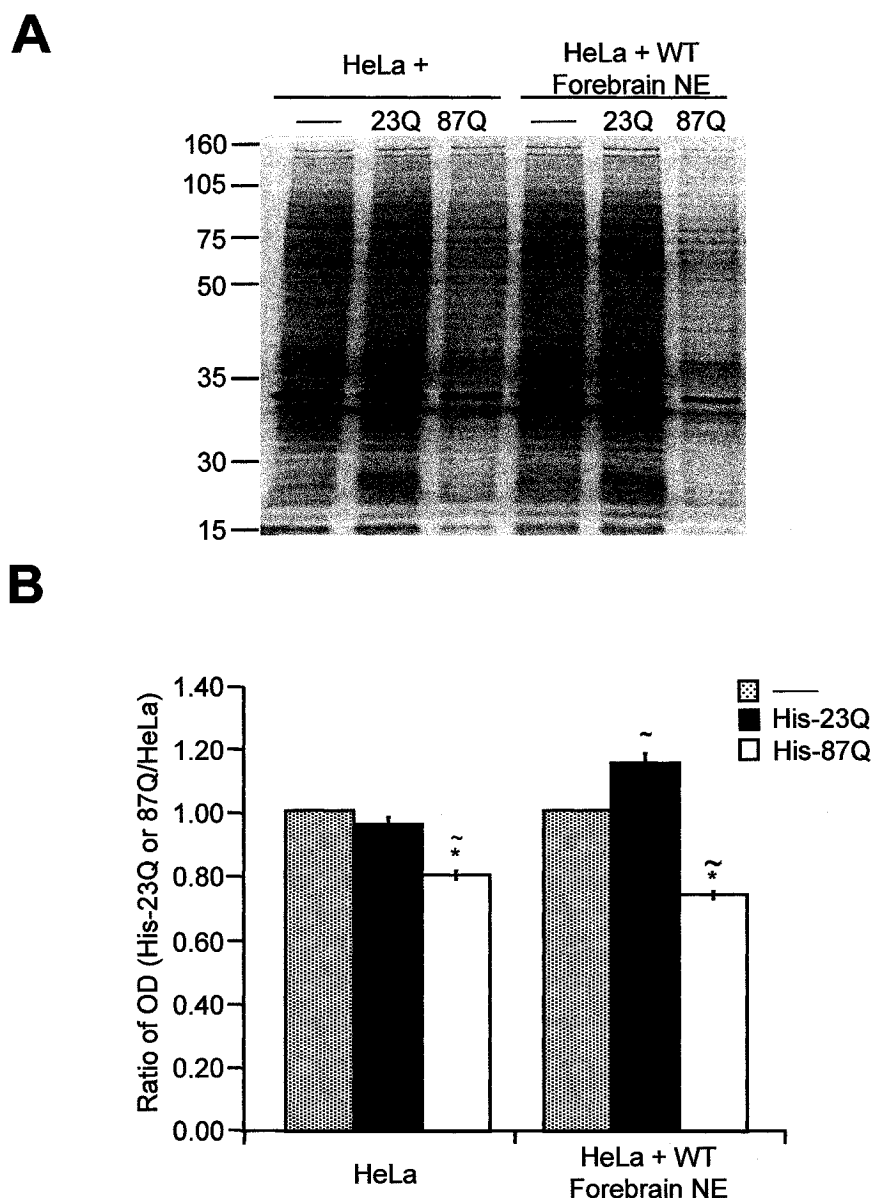 A
HeLa +
HeLa + WT
Forebrain NE
— 23Q 87Q — 23Q 87Q
160
105
75
50
35
30
15
B
Ratio of OD (His-23Q or 87Q/HeLa)
1.40
1.20
1.00
0.80
0.60
0.40
0.20
0.00
~
*
~
~
*
—
His-23Q
His-87Q
HeLa
HeLa + WT
Forebrain NE